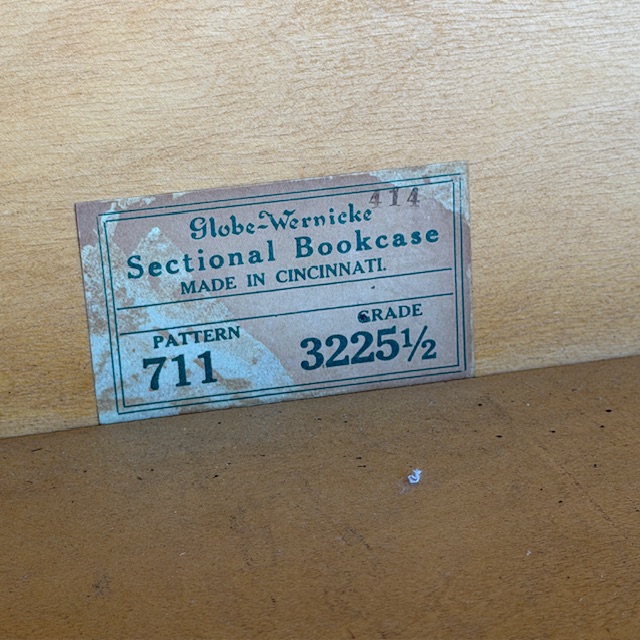 414
Globe-Wernicke
Sectional Bookcase
MADE IN CINCINNATI.
PATTERN GRADE
711 3225½